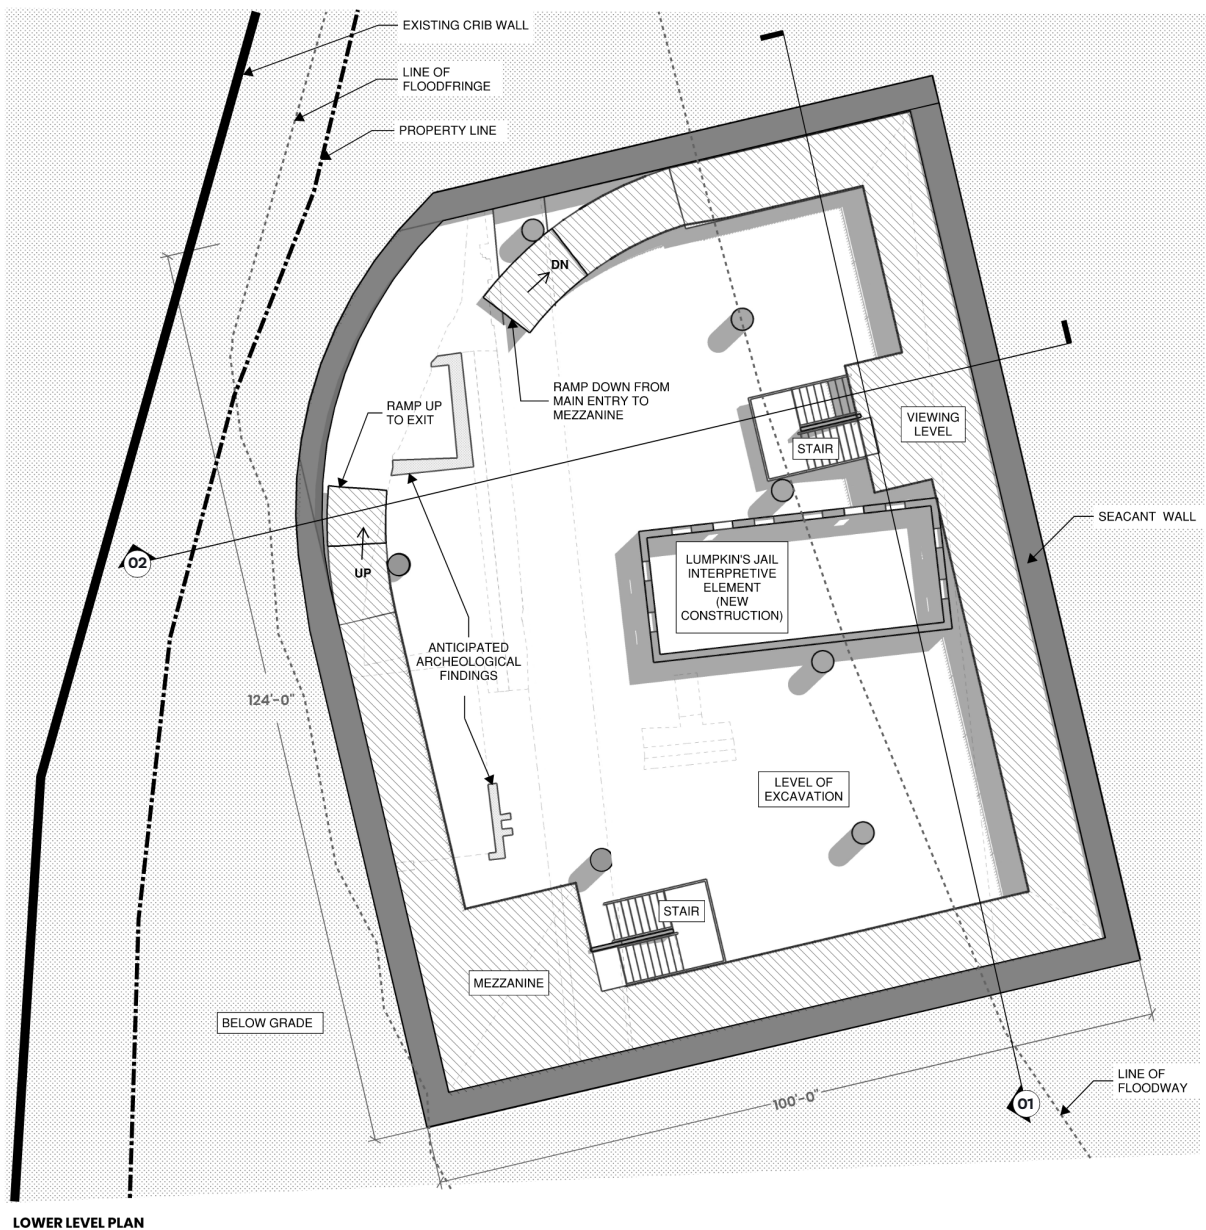 EXISTING CRIB WALL
LINE OF
FLOODFRINGE
PROPERTY LINE
DN
RAMP DOWN FROM
MAIN ENTRY TO
MEZZANINE
RAMP UP
TO EXIT
VIEWING
LEVEL
STAIR
SEACANT WALL
02
UP
LUMPKIN'S JAIL
INTERPRETIVE
ELEMENT
(NEW
CONSTRUCTION)
ANTICIPATED
ARCHEOLOGICAL
FINDINGS
124'-0"
LEVEL OF
EXCAVATION
STAIR
MEZZANINE
BELOW GRADE
LINE OF
FLOODWAY
100'-0"
01
LOWER LEVEL PLAN